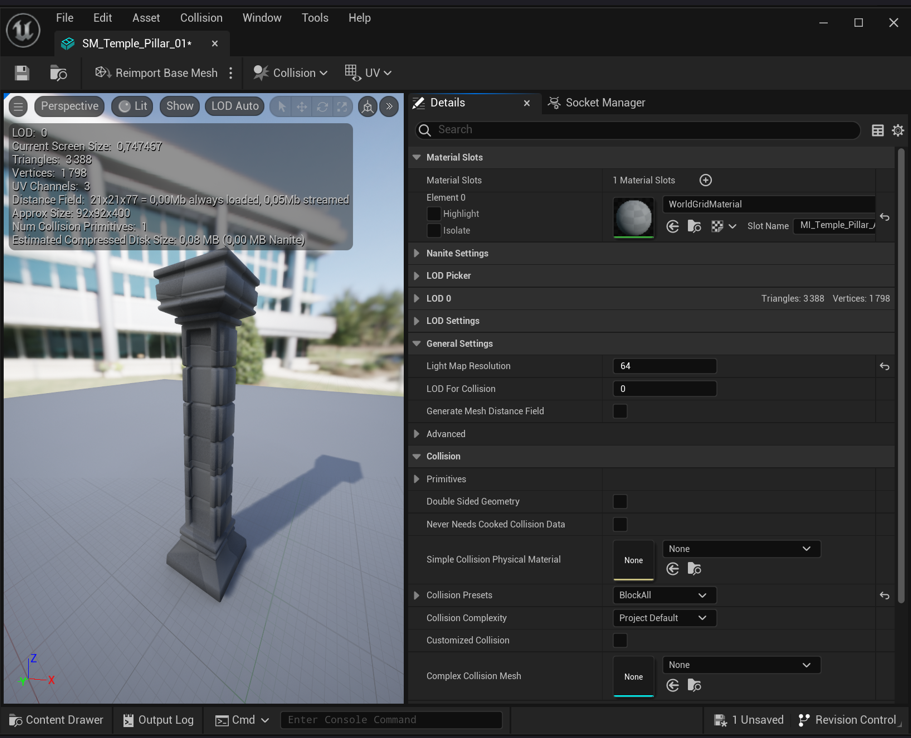 File Edit Asset Collision Window Tools Help
SM_Temple_Pillar_01*
Reimport Base Mesh Collision UV
Perspective Lit Show LOD Auto
LOD: 0
Current Screen Size: 0,747467
Triangles: 3 388
Vertices: 1 798
UV Channels: 3
Distance Field: 21x21x77 = 0,00Mb always loaded, 0,05Mb streamed
Approx Size: 92x92x400
Num Collision Primitives: 1
Estimated Compressed Disk Size: 0,08 MB (0,00 MB Nanite)
Z
Y X
Details Socket Manager
Search
Material Slots
Material Slots 1 Material Slots
Element 0
Highlight
Isolate
WorldGridMaterial
Slot Name MI_Temple_Pillar_
Nanite Settings
LOD Picker
LOD 0 Triangles: 3 388 Vertices: 1 798
LOD Settings
General Settings
Light Map Resolution 64
LOD For Collision 0
Generate Mesh Distance Field
Advanced
Collision
Primitives
Double Sided Geometry
Never Needs Cooked Collision Data
Simple Collision Physical Material None None
Collision Presets BlockAll
Collision Complexity Project Default
Customized Collision
Complex Collision Mesh None None
Content Drawer Output Log Cmd Enter Console Command 1 Unsaved Revision Control